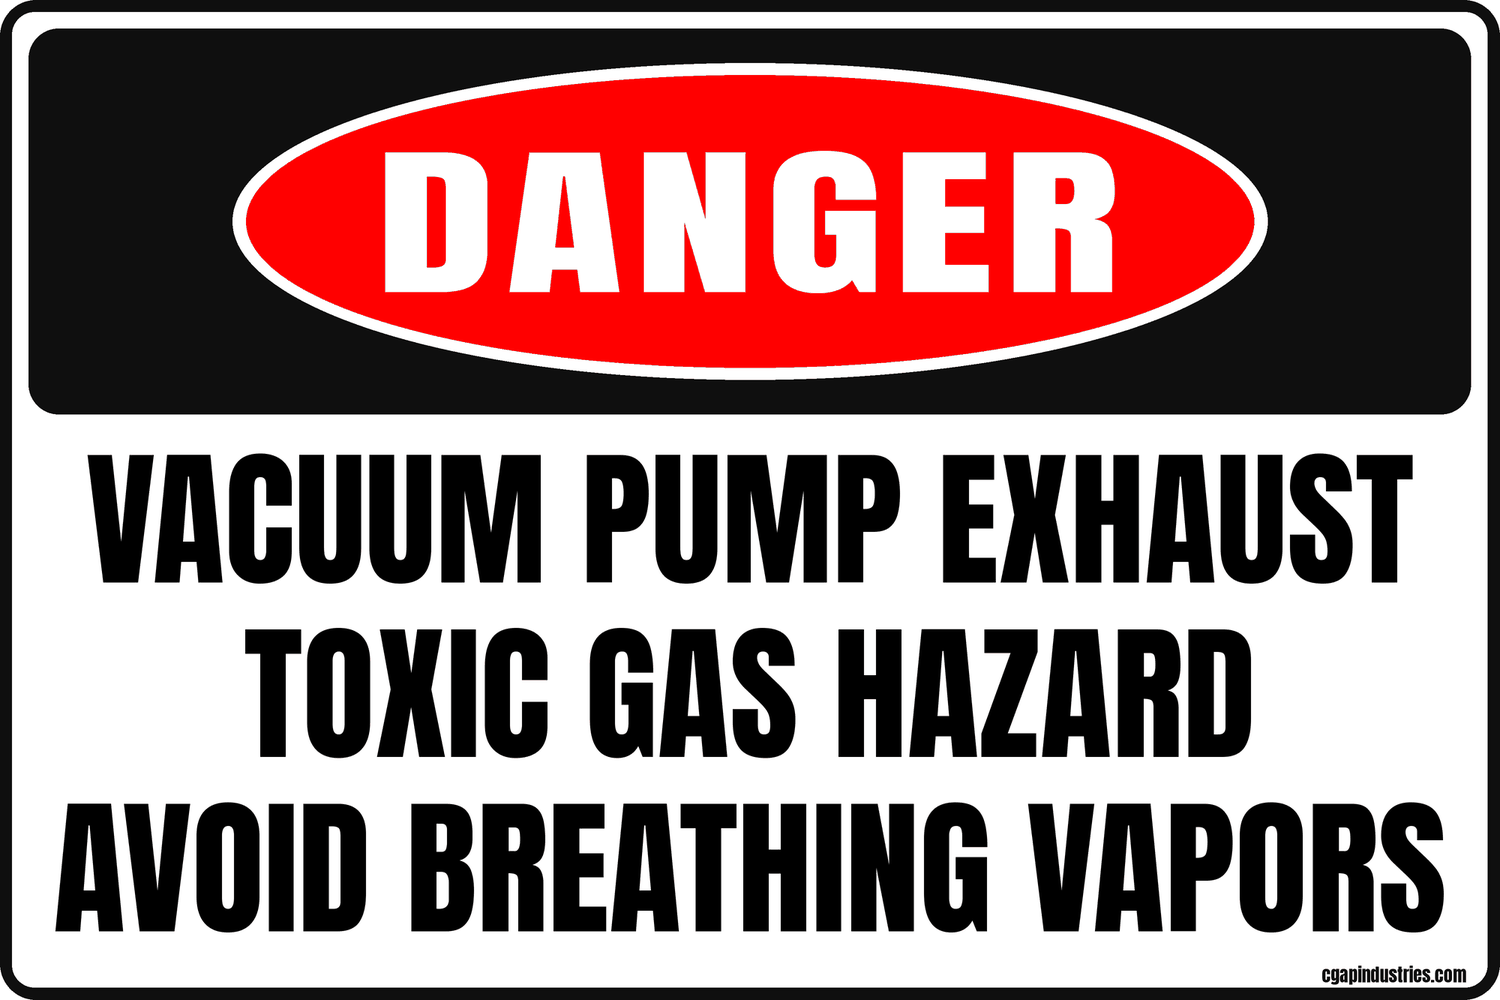 DANGER
VACUUM PUMP EXHAUST
TOXIC GAS HAZARD
AVOID BREATHING VAPORS
cgapindustries.com